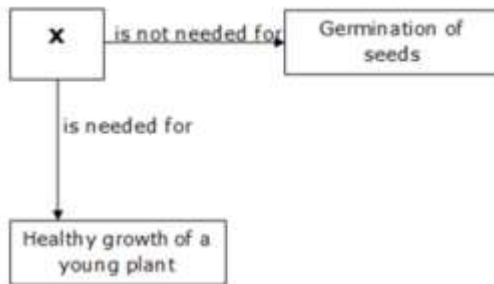 X
is not needed for
Germination of
seeds
is needed for
Healthy growth of a
young plant